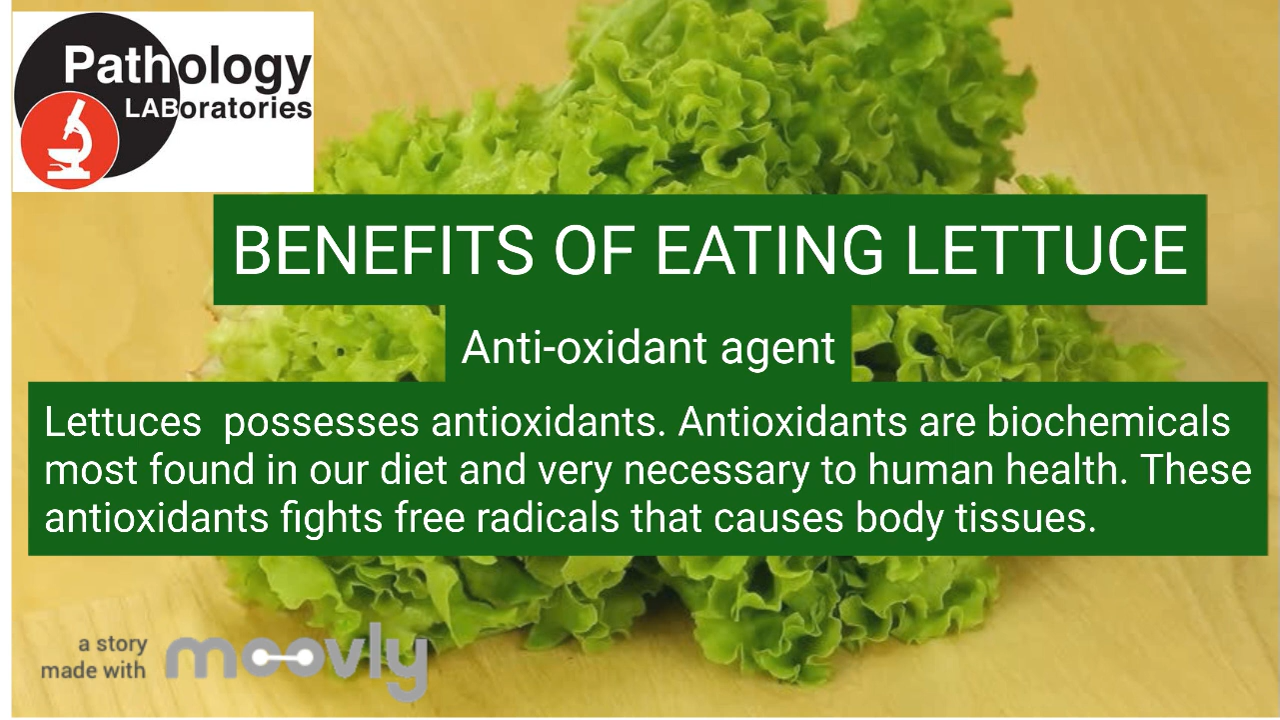 Pathology
LABoratories
BENEFITS OF EATING LETTUCE
Anti-oxidant agent
Lettuces  possesses antioxidants. Antioxidants are biochemicals
most found in our diet and very necessary to human health. These
antioxidants fights free radicals that causes body tissues.
a story
made with
moovly